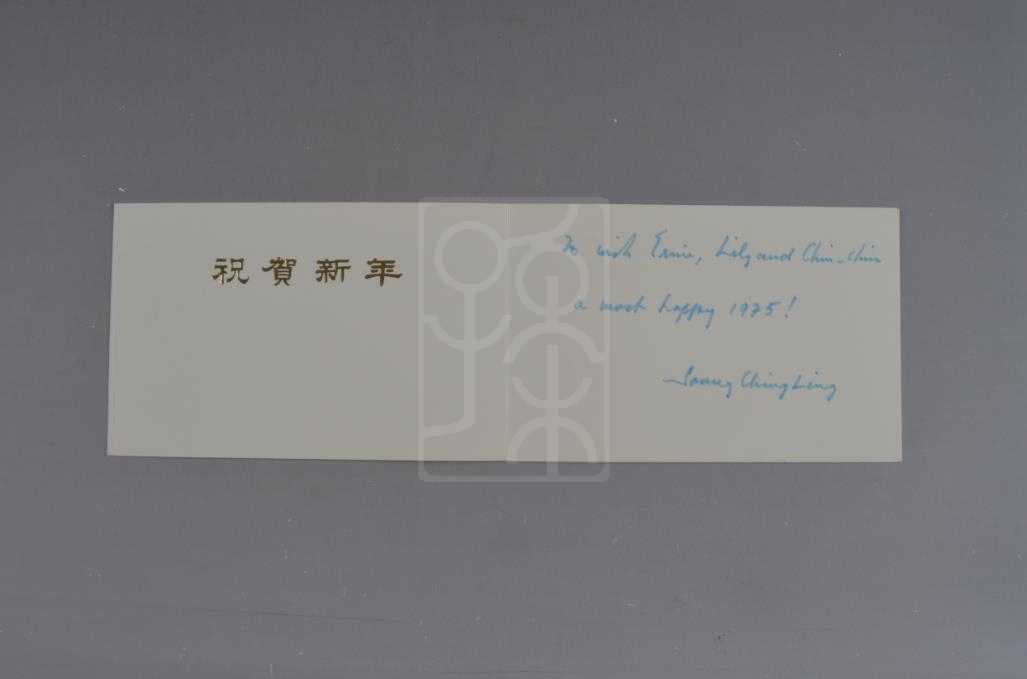 祝賀新年
To wish Ernie, Lily and Chin-chin
a most happy 1975!
—Soong Ching Ling